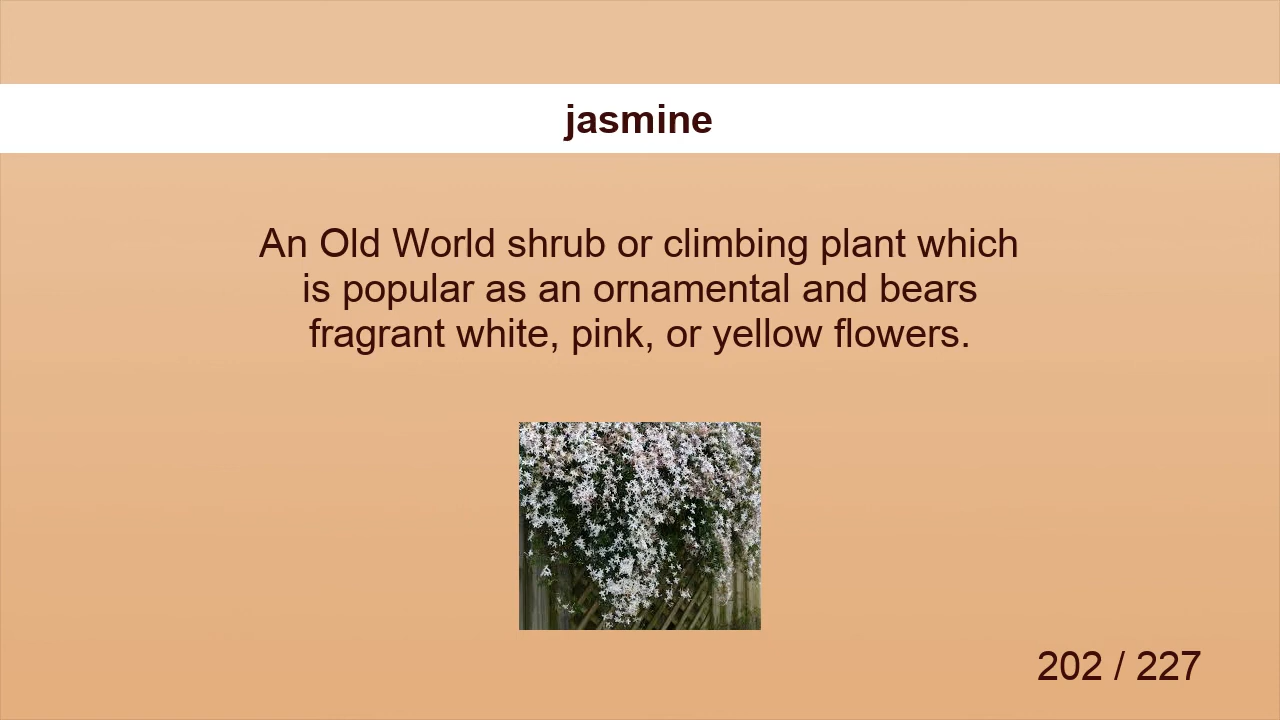 jasmine
An Old World shrub or climbing plant which
is popular as an ornamental and bears
fragrant white, pink, or yellow flowers.
202 / 227